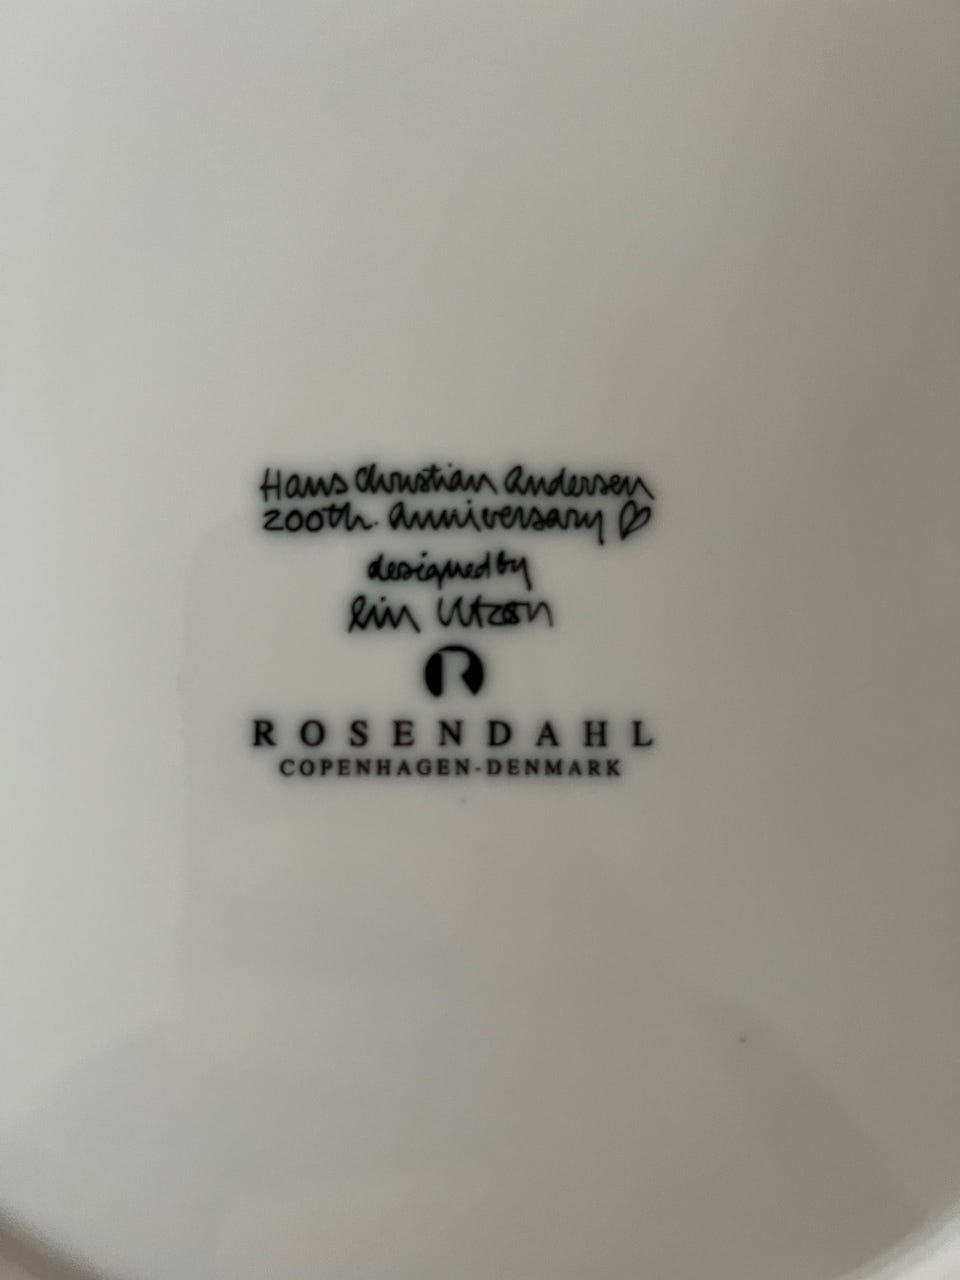 Hans Christian Andersen
200th. Anniversary ♡
designed by
Lin Utzon
R
ROSENDAHL
COPENHAGEN-DENMARK